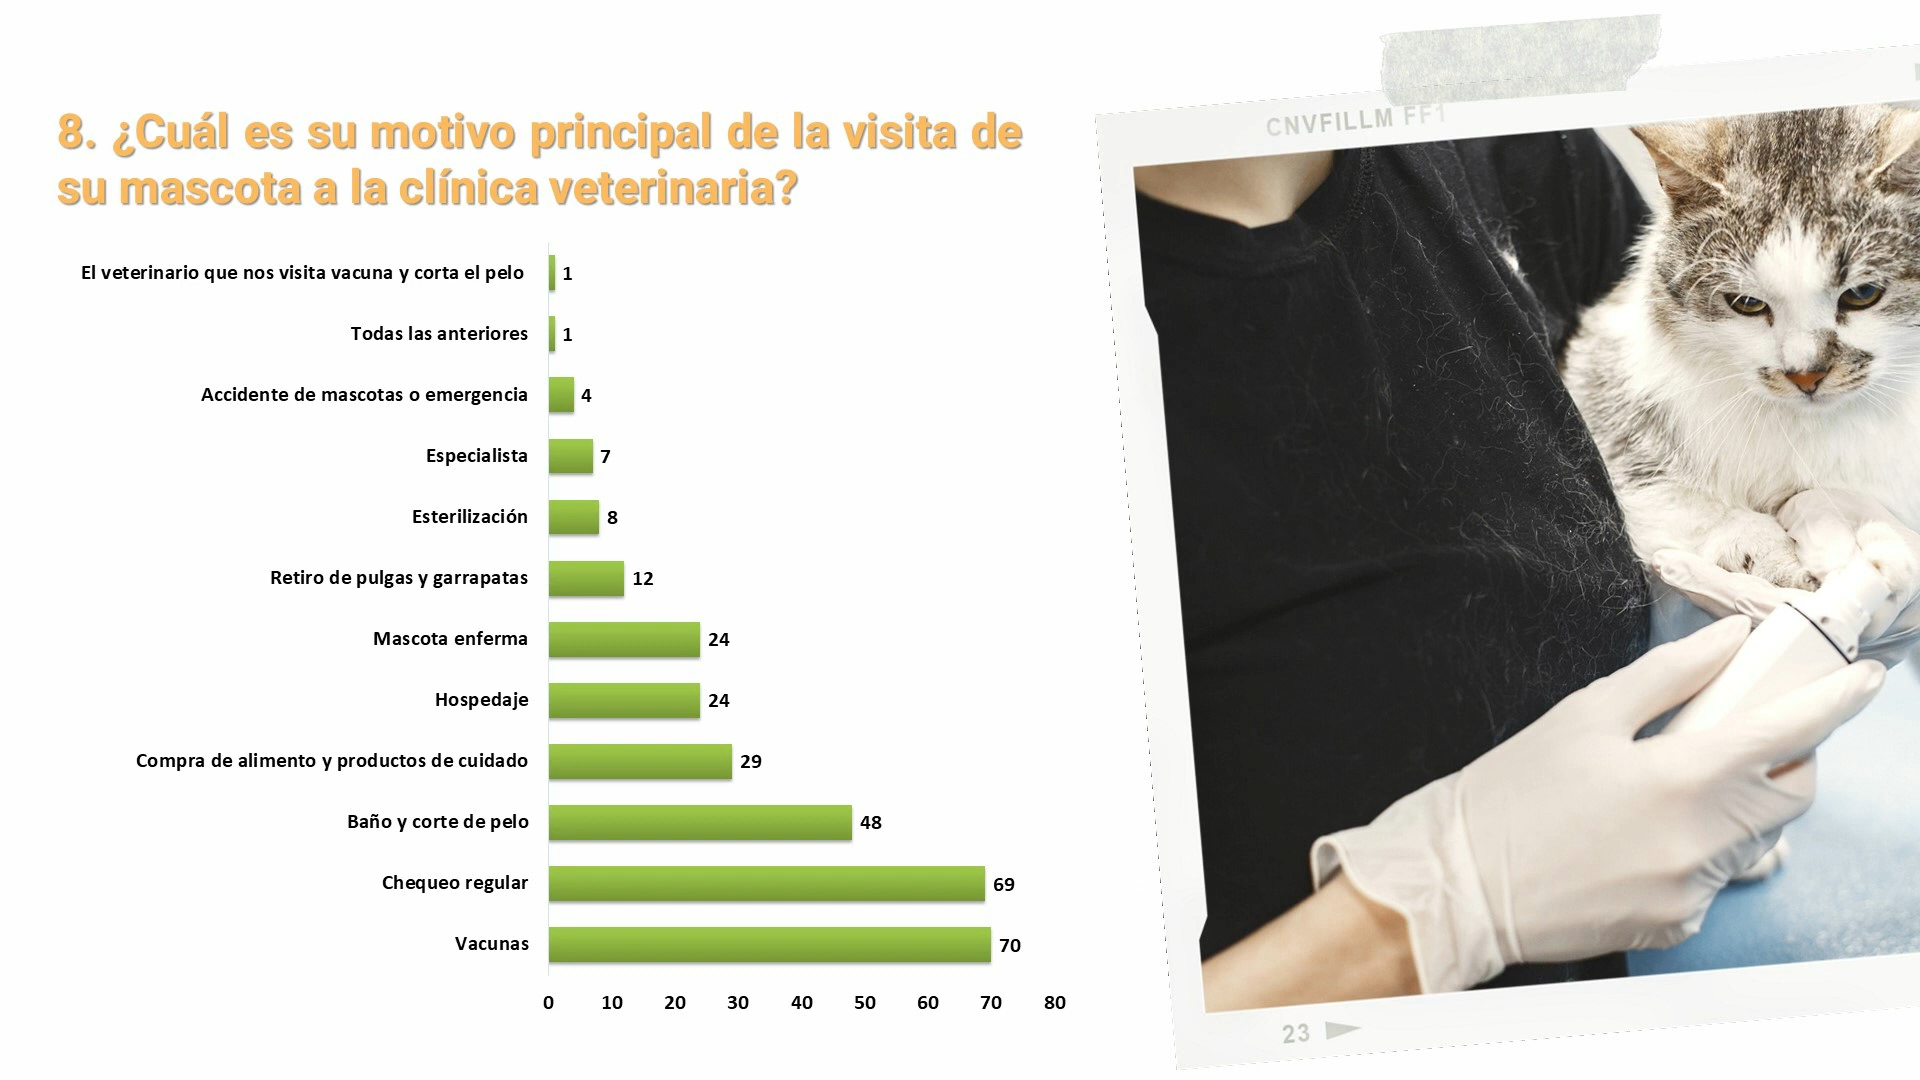 8. ¿Cuál es su motivo principal de la visita de
su mascota a la clínica veterinaria?
El veterinario que nos visita vacuna y corta el pelo 1
Todas las anteriores 1
Accidente de mascotas o emergencia 4
Especialista 7
Esterilización 8
Retiro de pulgas y garrapatas 12
Mascota enferma 24
Hospedaje 24
Compra de alimento y productos de cuidado 29
Baño y corte de pelo 48
Chequeo regular 69
Vacunas 70
0 10 20 30 40 50 60 70 80
CNVFILLM FF1
23